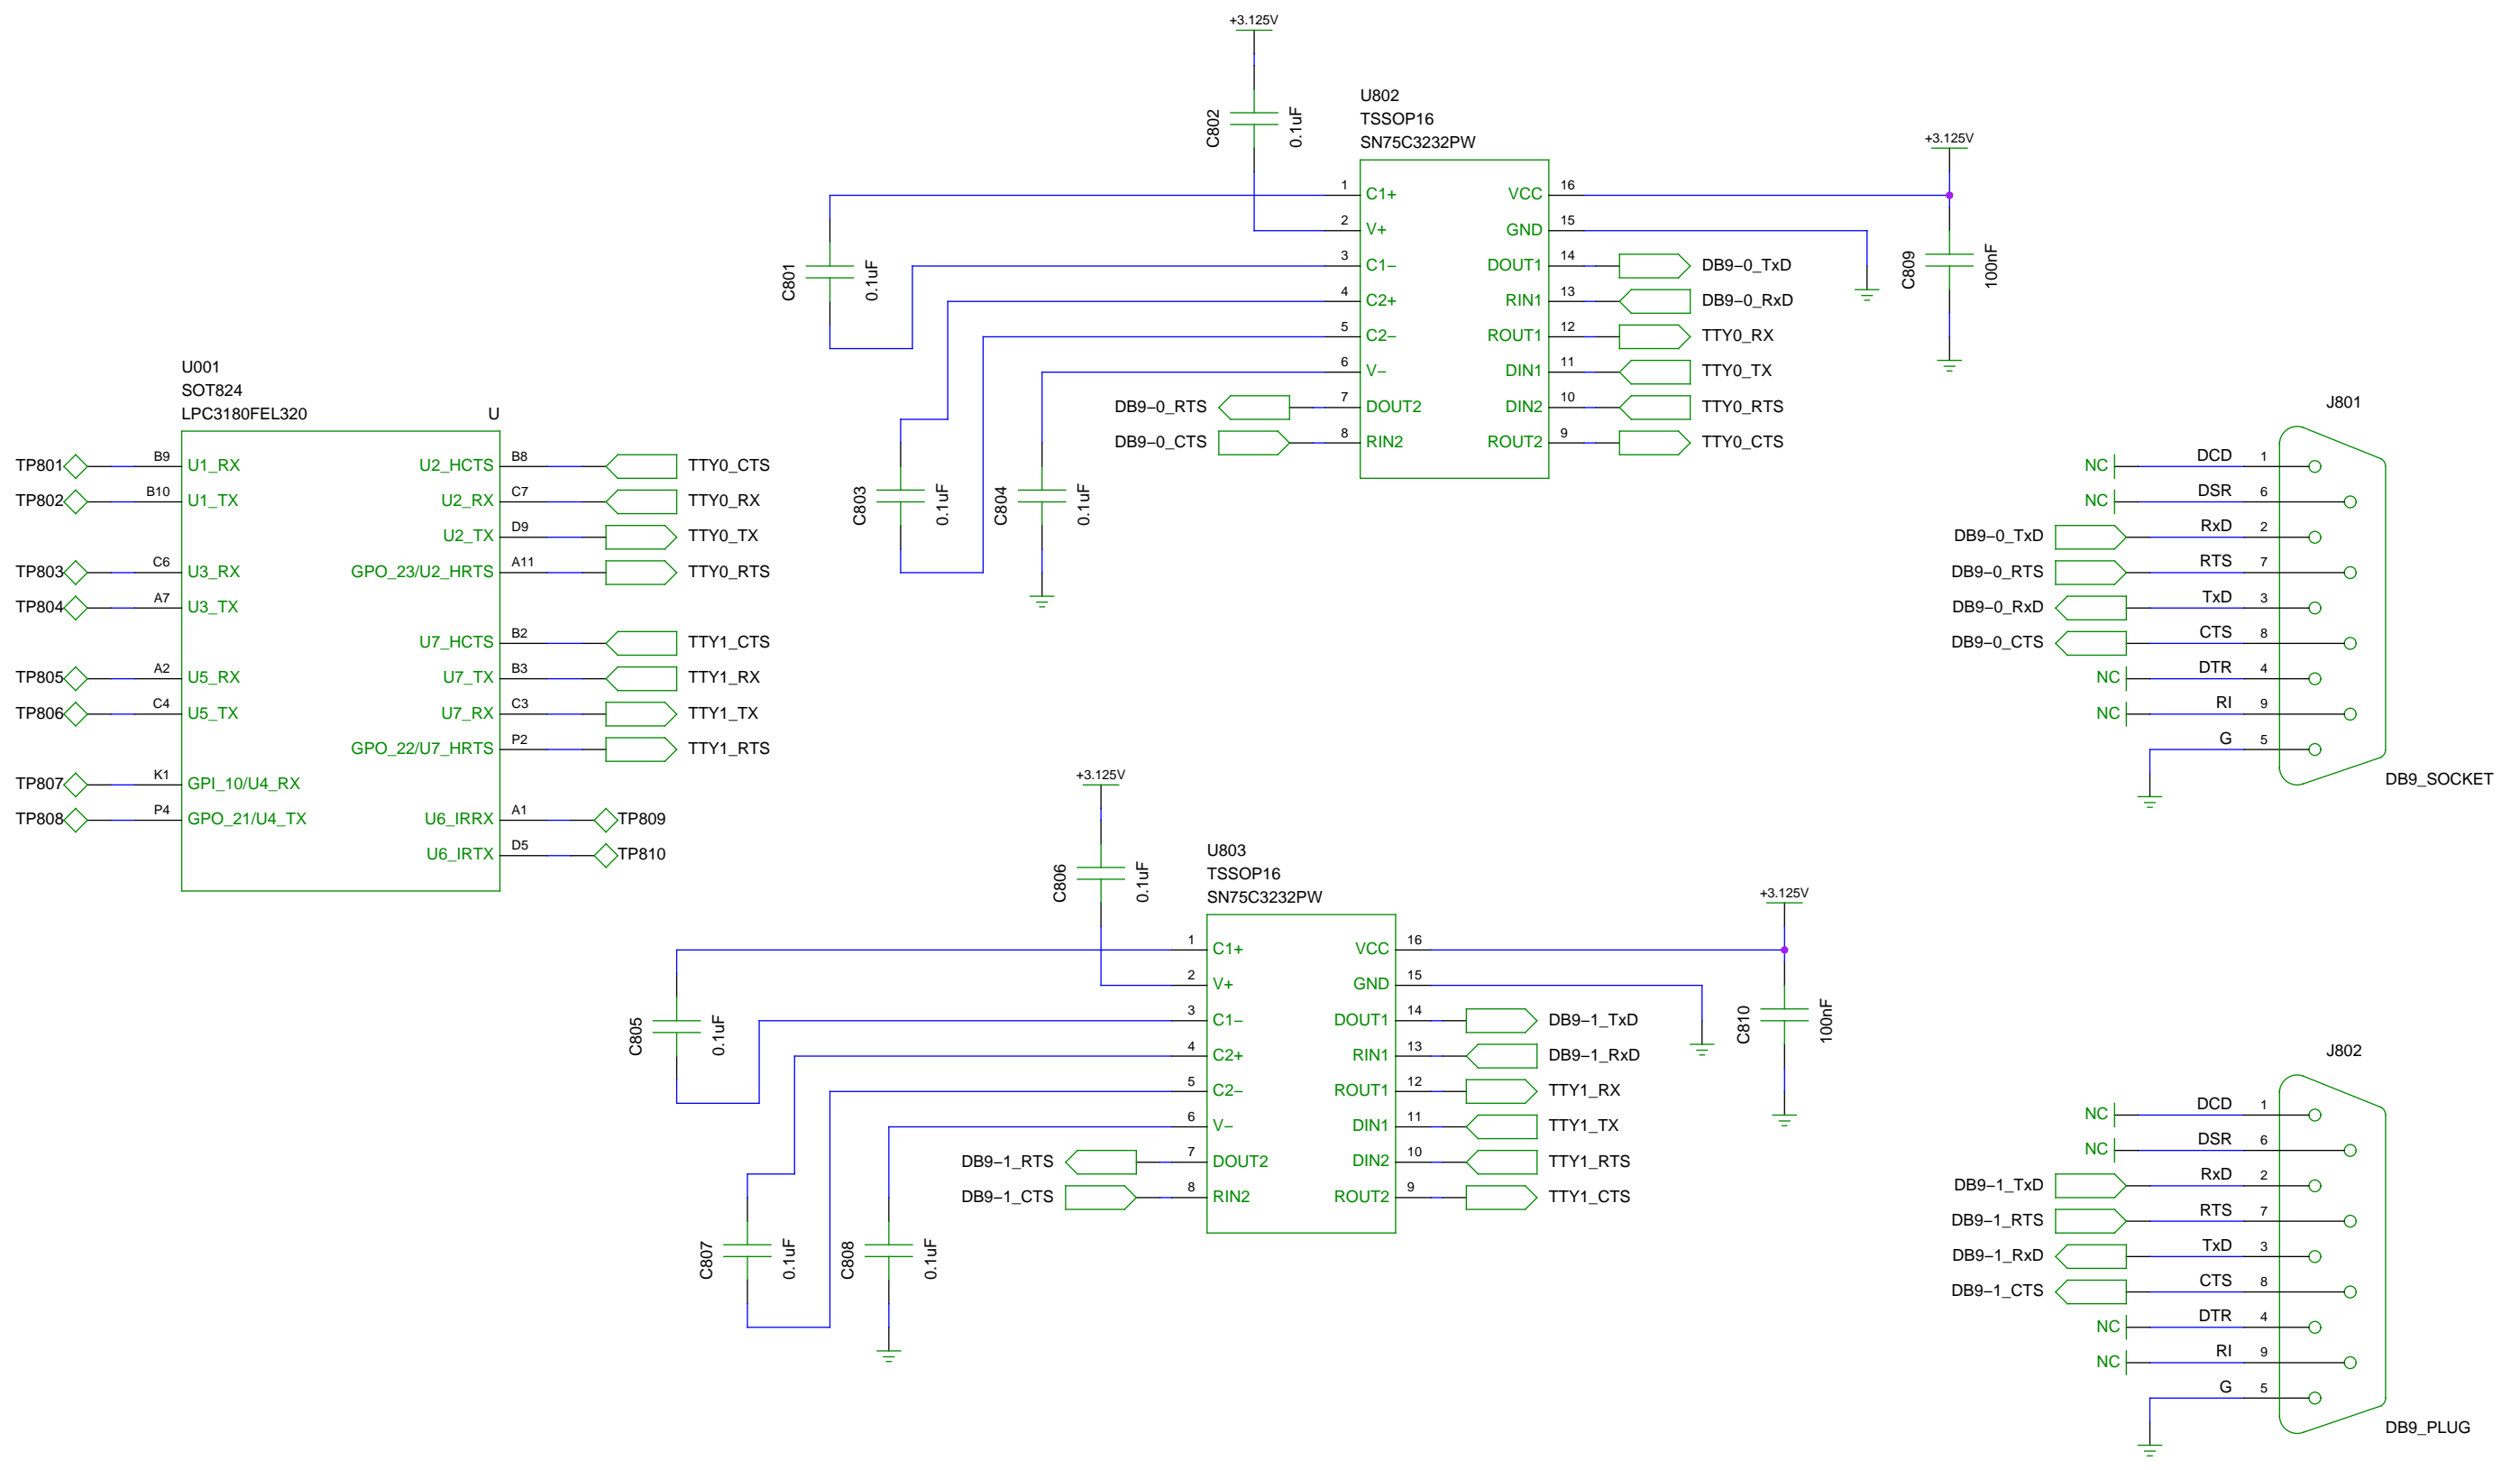 U001
SOT824
LPC3180FEL320 U
TP801 B9 U1_RX U2_HCTS B8 TTY0_CTS
TP802 B10 U1_TX U2_RX C7 TTY0_RX
U2_TX D9 TTY0_TX
TP803 C6 U3_RX GPO_23/U2_HRTS A11 TTY0_RTS
TP804 A7 U3_TX
U7_HCTS B2 TTY1_CTS
TP805 A2 U5_RX U7_TX B3 TTY1_RX
TP806 C4 U5_TX U7_RX C3 TTY1_TX
GPO_22/U7_HRTS P2 TTY1_RTS
TP807 K1 GPI_10/U4_RX
TP808 P4 GPO_21/U4_TX U6_IRRX A1 TP809
U6_IRTX D5 TP810
+3.125V
C802 0.1uF
U802
TSSOP16
SN75C3232PW
+3.125V
1 C1+ VCC 16
2 V+ GND 15
3 C1− DOUT1 14 DB9−0_TxD
4 C2+ RIN1 13 DB9−0_RxD
5 C2− ROUT1 12 TTY0_RX
6 V− DIN1 11 TTY0_TX
DB9−0_RTS 7 DOUT2 DIN2 10 TTY0_RTS
DB9−0_CTS 8 RIN2 ROUT2 9 TTY0_CTS
C801 0.1uF
C809 100nF
C803 0.1uF
C804 0.1uF
J801
NC DCD 1
NC DSR 6
DB9−0_TxD RxD 2
DB9−0_RTS RTS 7
DB9−0_RxD TxD 3
DB9−0_CTS CTS 8
NC DTR 4
NC RI 9
G 5
DB9_SOCKET
+3.125V
C806 0.1uF
U803
TSSOP16
SN75C3232PW
+3.125V
1 C1+ VCC 16
2 V+ GND 15
3 C1− DOUT1 14 DB9−1_TxD
4 C2+ RIN1 13 DB9−1_RxD
5 C2− ROUT1 12 TTY1_RX
6 V− DIN1 11 TTY1_TX
DB9−1_RTS 7 DOUT2 DIN2 10 TTY1_RTS
DB9−1_CTS 8 RIN2 ROUT2 9 TTY1_CTS
C805 0.1uF
C810 100nF
C807 0.1uF
C808 0.1uF
J802
NC DCD 1
NC DSR 6
DB9−1_TxD RxD 2
DB9−1_RTS RTS 7
DB9−1_RxD TxD 3
DB9−1_CTS CTS 8
NC DTR 4
NC RI 9
G 5
DB9_PLUG